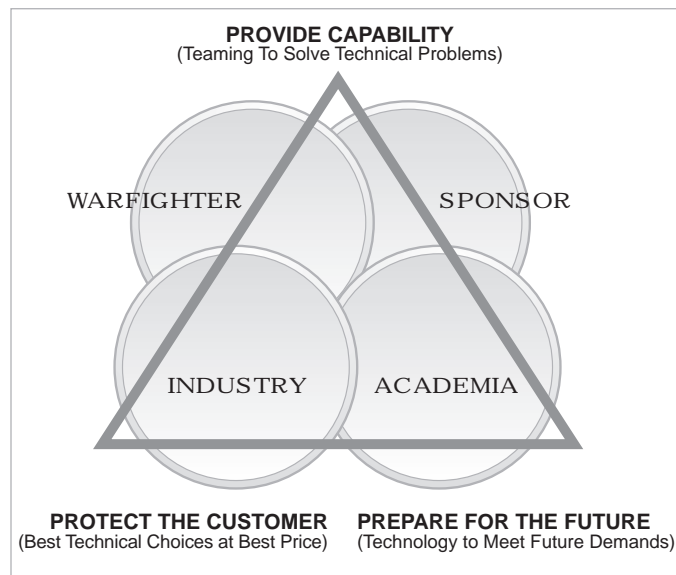 PROVIDE CAPABILITY
(Teaming To Solve Technical Problems)
WARFIGHTER
SPONSOR
INDUSTRY
ACADEMIA
PROTECT THE CUSTOMER
(Best Technical Choices at Best Price)
PREPARE FOR THE FUTURE
(Technology to Meet Future Demands)